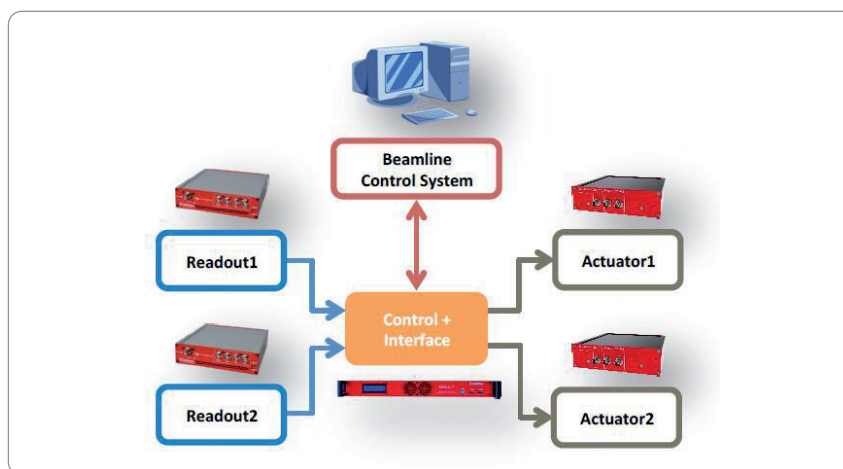 Beamline
Control System
Readout1
Actuator1
Control +
Interface
Readout2
Actuator2